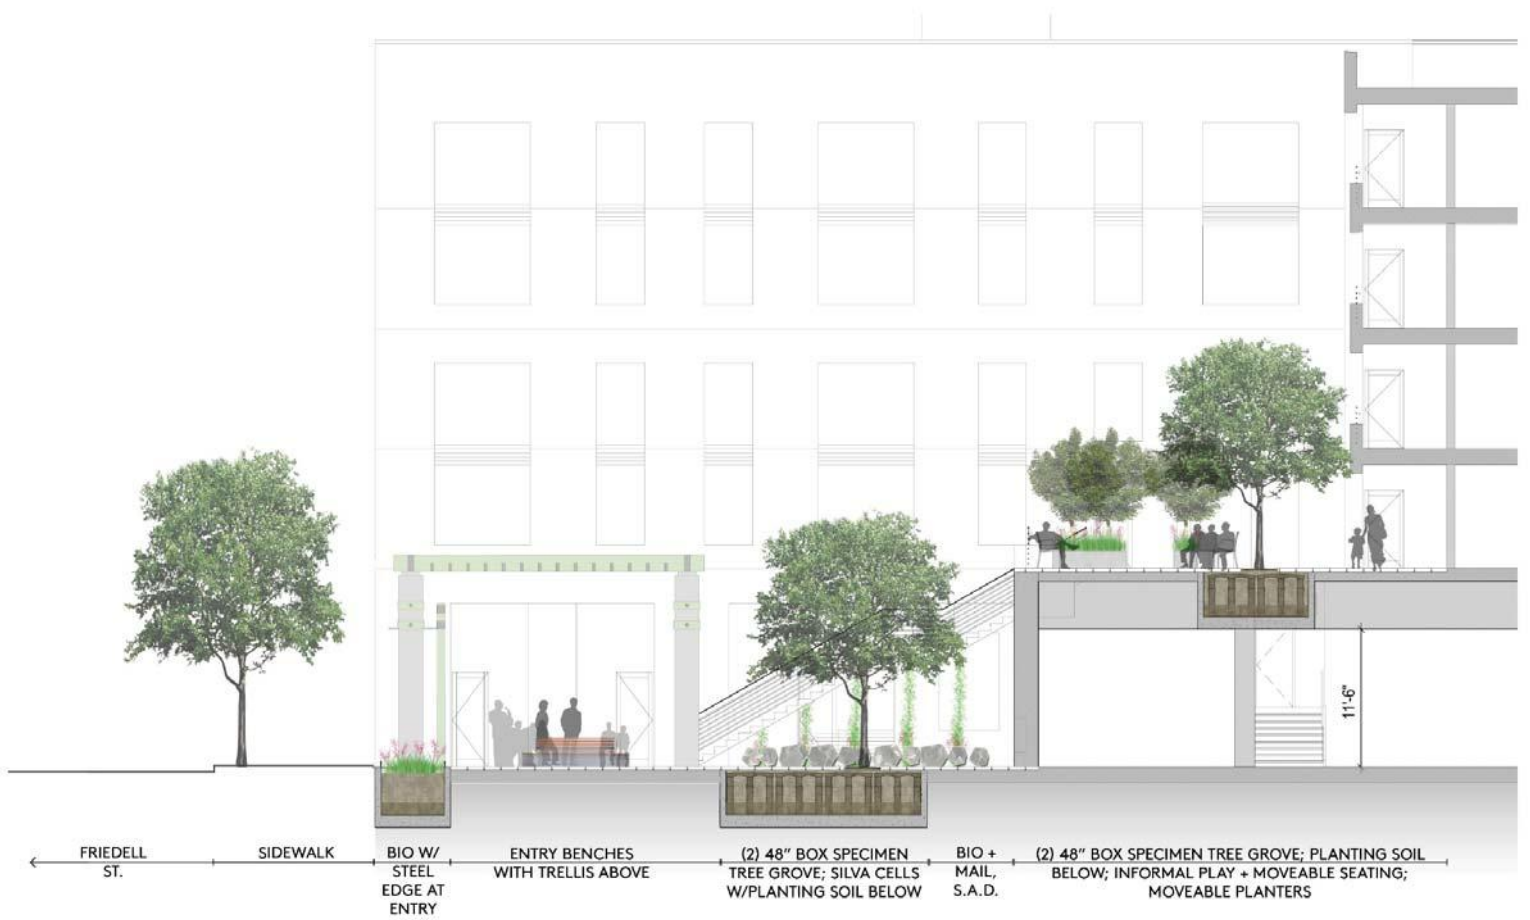 11'-6"
FRIEDELL
ST.
SIDEWALK
BIO W/
STEEL
EDGE AT
ENTRY
ENTRY BENCHES
WITH TRELLIS ABOVE
(2) 48" BOX SPECIMEN
TREE GROVE; SILVA CELLS
W/PLANTING SOIL BELOW
BIO +
MAIL,
S.A.D.
(2) 48" BOX SPECIMEN TREE GROVE; PLANTING SOIL
BELOW; INFORMAL PLAY + MOVEABLE SEATING;
MOVEABLE PLANTERS